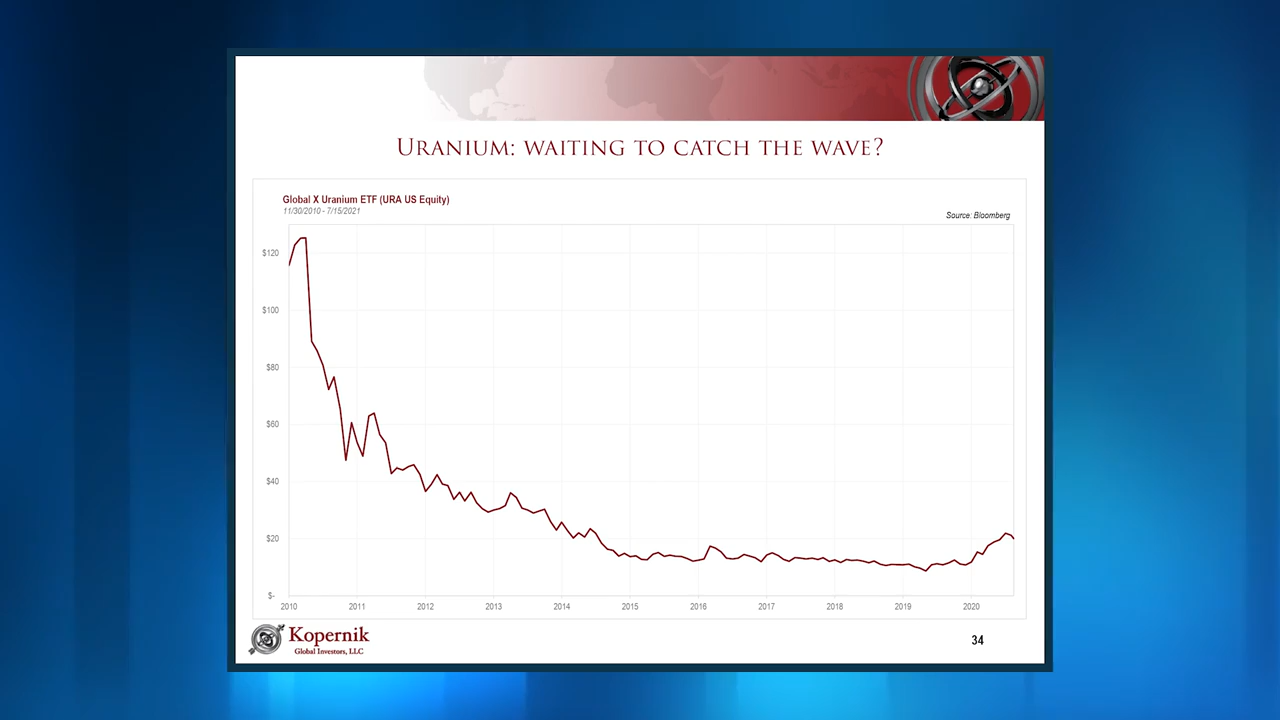 Uranium: waiting to catch the wave?
Global X Uranium ETF (URA US Equity)
11/30/2010 - 7/15/2021
Source: Bloomberg
$120
$100
$80
$60
$40
$20
$-
2010 2011 2012 2013 2014 2015 2016 2017 2018 2019 2020
Kopernik
Global Investors, LLC
34